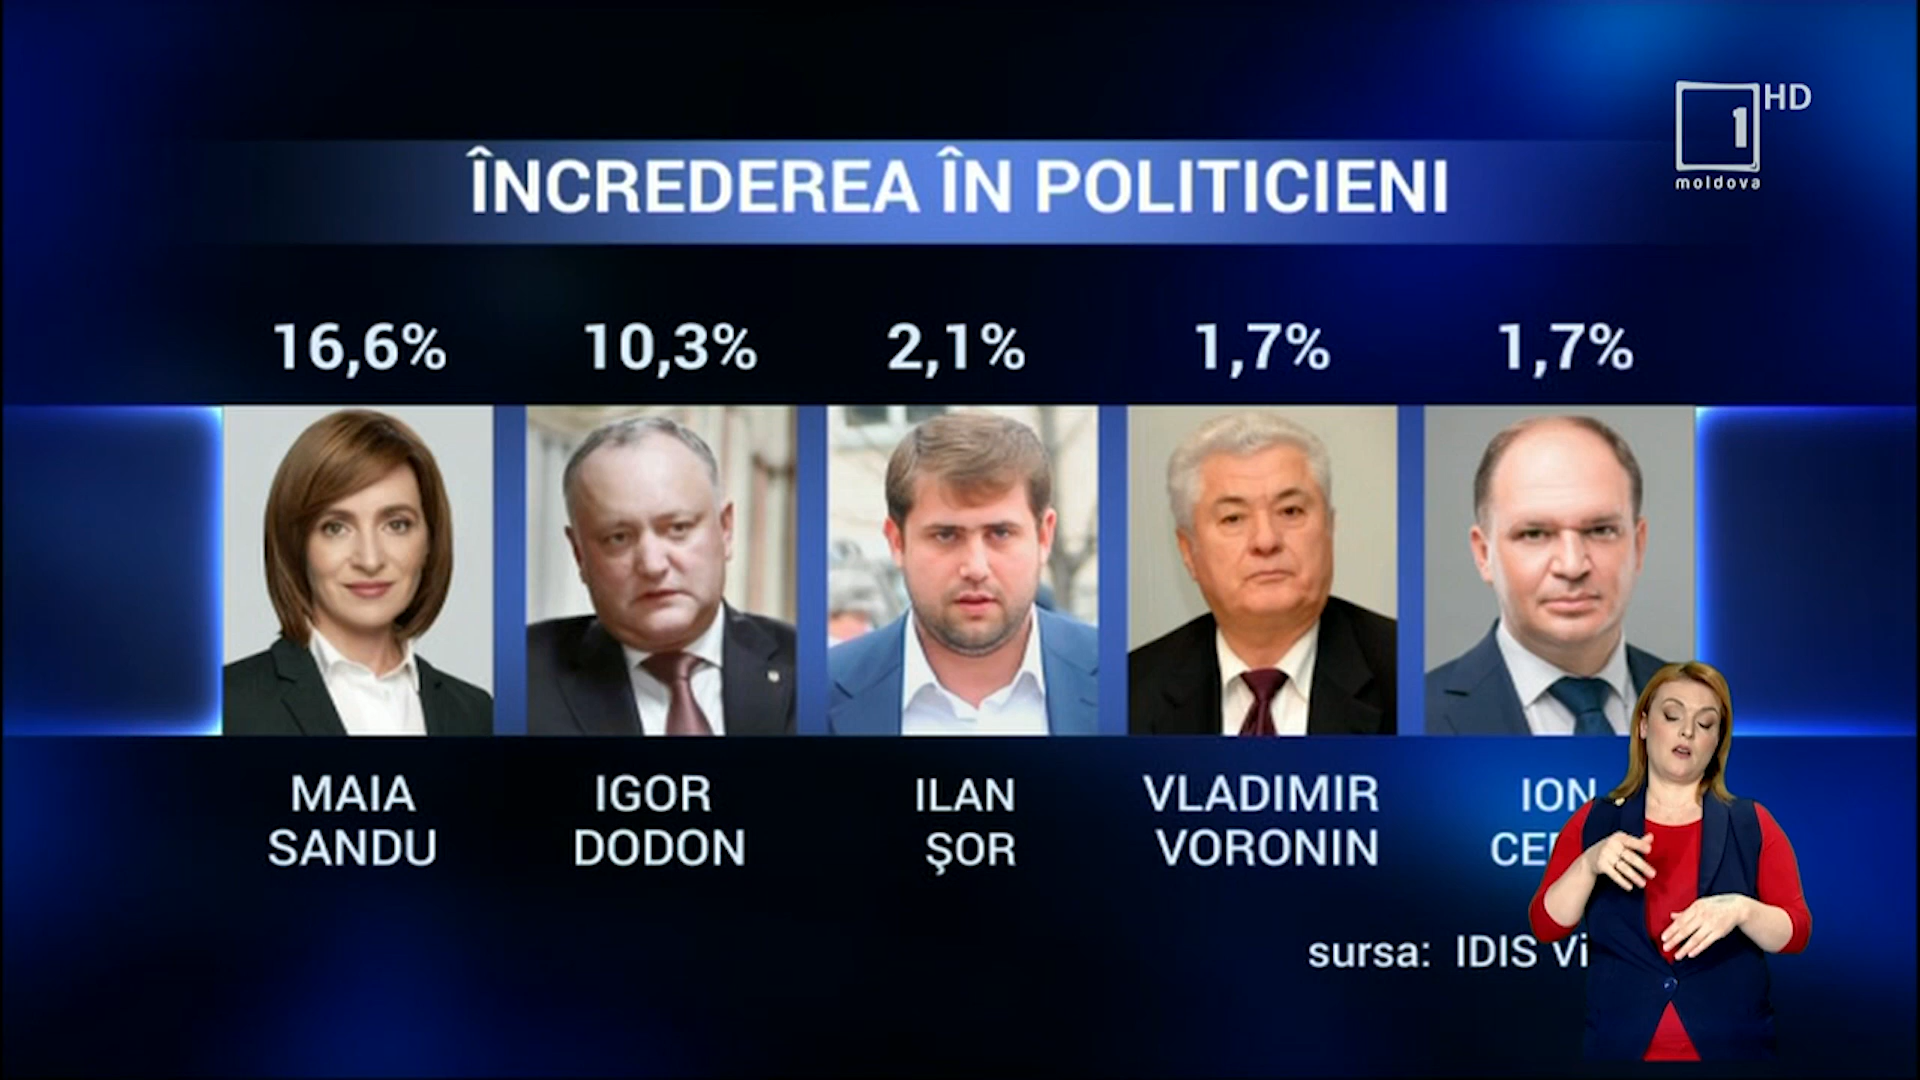 1 HD
moldova
ÎNCREDEREA ÎN POLITICIENI
16,6% 10,3% 2,1% 1,7% 1,7%
MAIA SANDU
IGOR DODON
ILAN ŞOR
VLADIMIR VORONIN
ION
sursa: IDIS